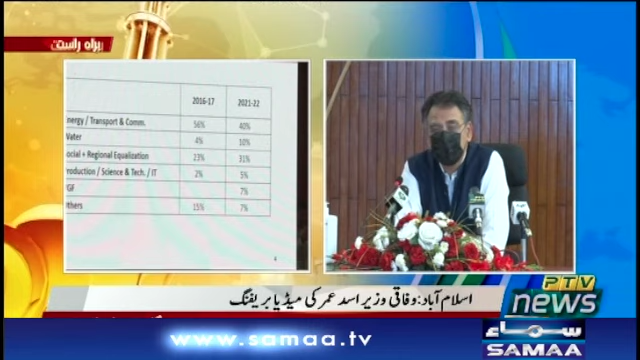 براہ راست
2016-17 2021-22
nergy / Transport & Comm. 56% 40%
Vater 4% 10%
ocial + Regional Equalization 23% 31%
roduction / Science & Tech. / IT 2% 5%
GF 7%
thers 15% 7%
اسلام آباد: وفاقی وزیر اسد عمر کی میڈیا بریفنگ
PTV
news
www.samaa.tv
سماء
SAMAA